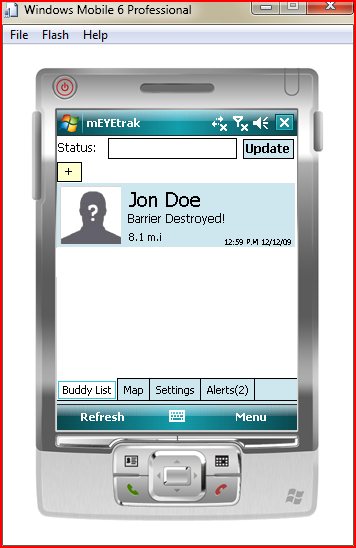 Windows Mobile 6 Professional
File Flash Help
mEYEtrak
Status: Update
+
?
Jon Doe
Barrier Destroyed!
8.1 m.i
12:59 P.M 12/12/09
Buddy List Map Settings Alerts(2)
Refresh Menu